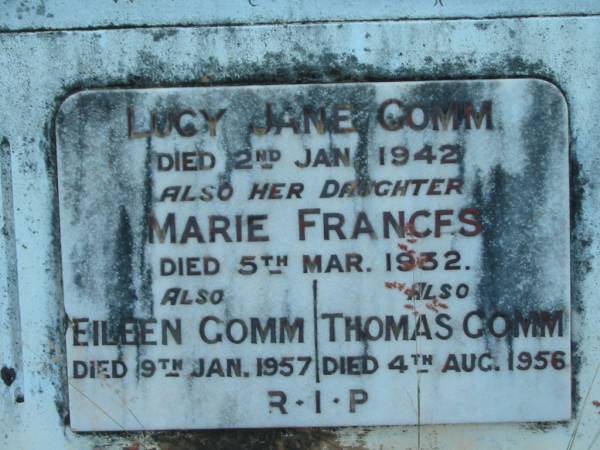 LUCY JANE COMM
DIED 2ND JAN 1942
ALSO HER DAUGHTER
MARIE FRANCES
DIED 5TH MAR. 1932.
ALSO ALSO
EILEEN COMM THOMAS COMM
DIED 9TH JAN. 1957 DIED 4TH AUG. 1956
R·I·P